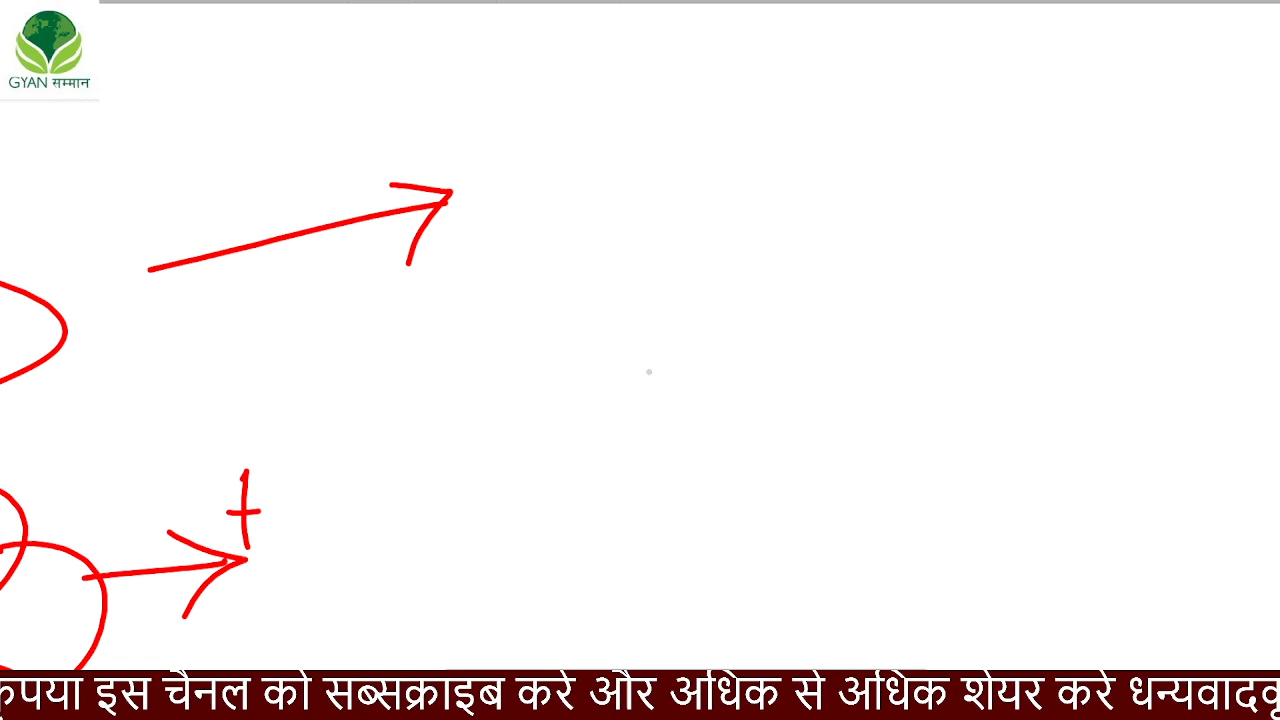 GYAN सम्मान
t
कृपया इस चैनल को सब्सक्राइब करे और अधिक से अधिक शेयर करे धन्यवाद